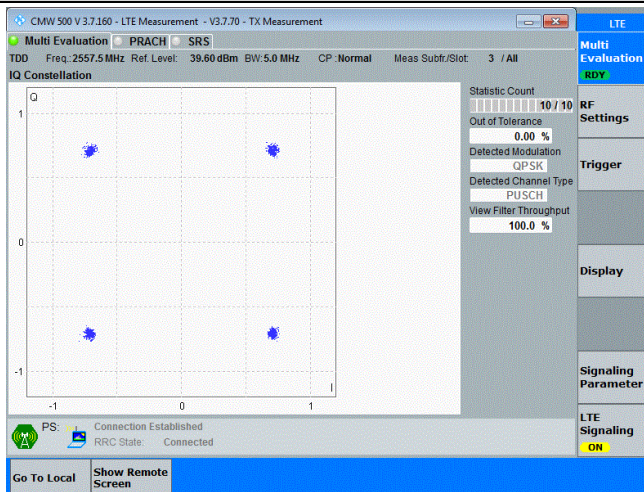 CMW 500 V 3.7.160 - LTE Measurement - V3.7.70 - TX Measurement
LTE
Multi Evaluation PRACH SRS
TDD Freq.:2557.5 MHz Ref. Level: 39.60 dBm BW:5.0 MHz CP :Normal Meas Subfr./Slot: 3 / All
IQ Constellation
Q
1
0
-1
I
-1 0 1
Statistic Count
10 / 10
Out of Tolerance
0.00 %
Detected Modulation
QPSK
Detected Channel Type
PUSCH
View Filter Throughput
100.0 %
PS: Connection Established
RRC State: Connected
Multi
Evaluation
RDY
RF
Settings
Trigger
Display
Signaling
Parameter
LTE
Signaling
ON
Go To Local
Show Remote
Screen